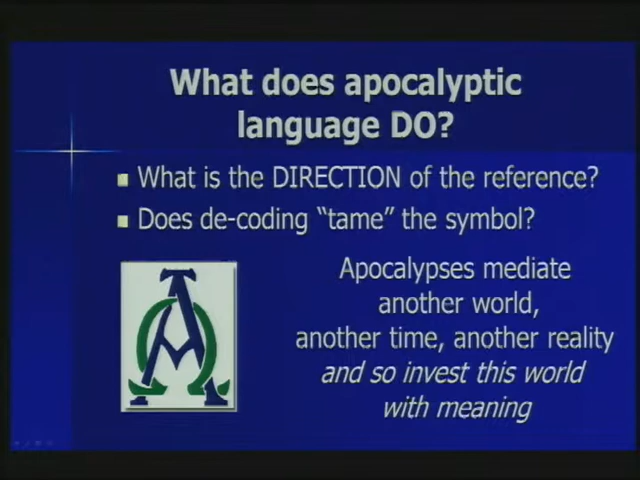 What does apocalyptic
language DO?
What is the DIRECTION of the reference?
Does de-coding "tame" the symbol?
Apocalypses mediate
another world,
another time, another reality
and so invest this world
with meaning